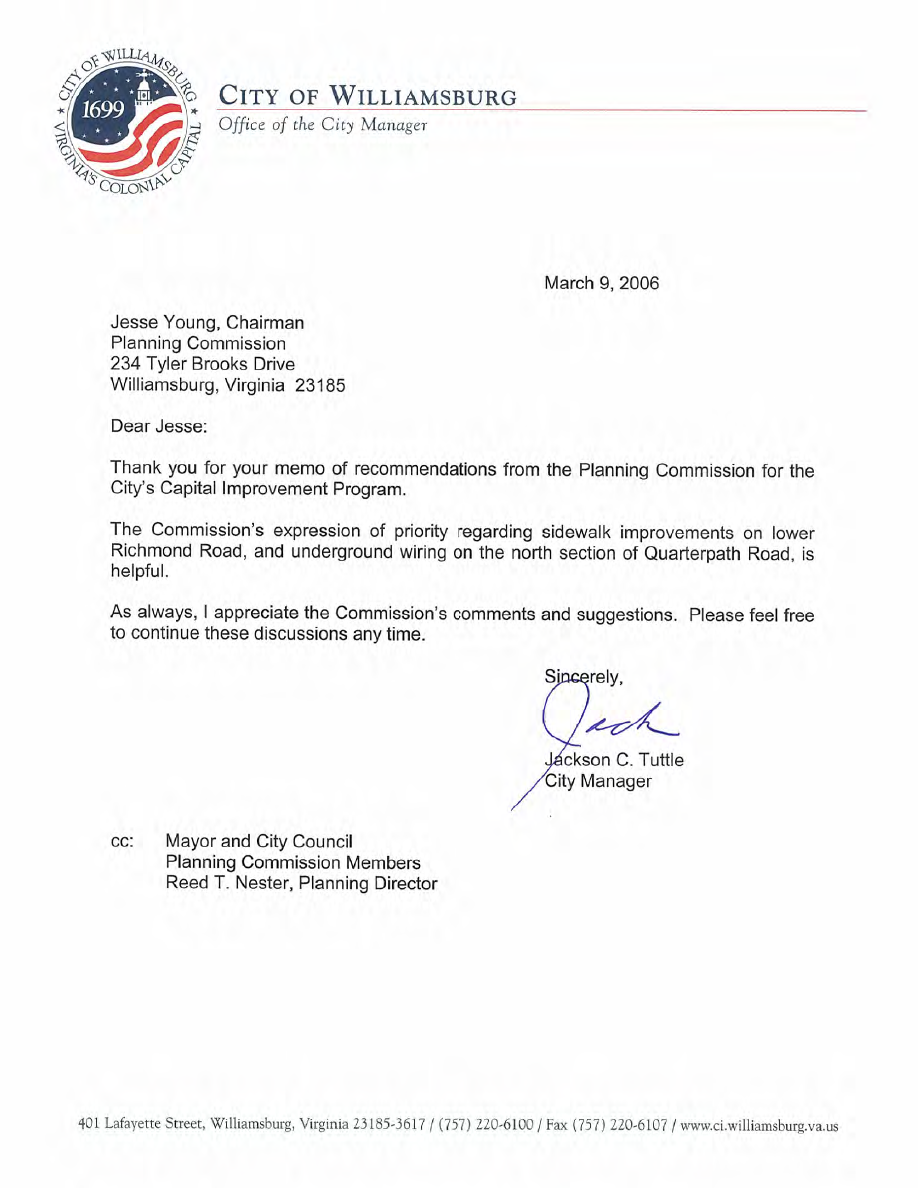 CITY OF WILLIAMSBURG
VIRGINIA'S COLONIAL CAPITAL
1699
CITY OF WILLIAMSBURG
Office of the City Manager
March 9, 2006
Jesse Young, Chairman
Planning Commission
234 Tyler Brooks Drive
Williamsburg, Virginia 23185
Dear Jesse:
Thank you for your memo of recommendations from the Planning Commission for the
City's Capital Improvement Program.
The Commission's expression of priority regarding sidewalk improvements on lower
Richmond Road, and underground wiring on the north section of Quarterpath Road, is
helpful.
As always, I appreciate the Commission's comments and suggestions. Please feel free
to continue these discussions any time.
Sincerely,
Jack
Jackson C. Tuttle
City Manager
cc: Mayor and City Council
Planning Commission Members
Reed T. Nester, Planning Director
401 Lafayette Street, Williamsburg, Virginia 23185-3617 / (757) 220-6100 / Fax (757) 220-6107 / www.ci.williamsburg.va.us